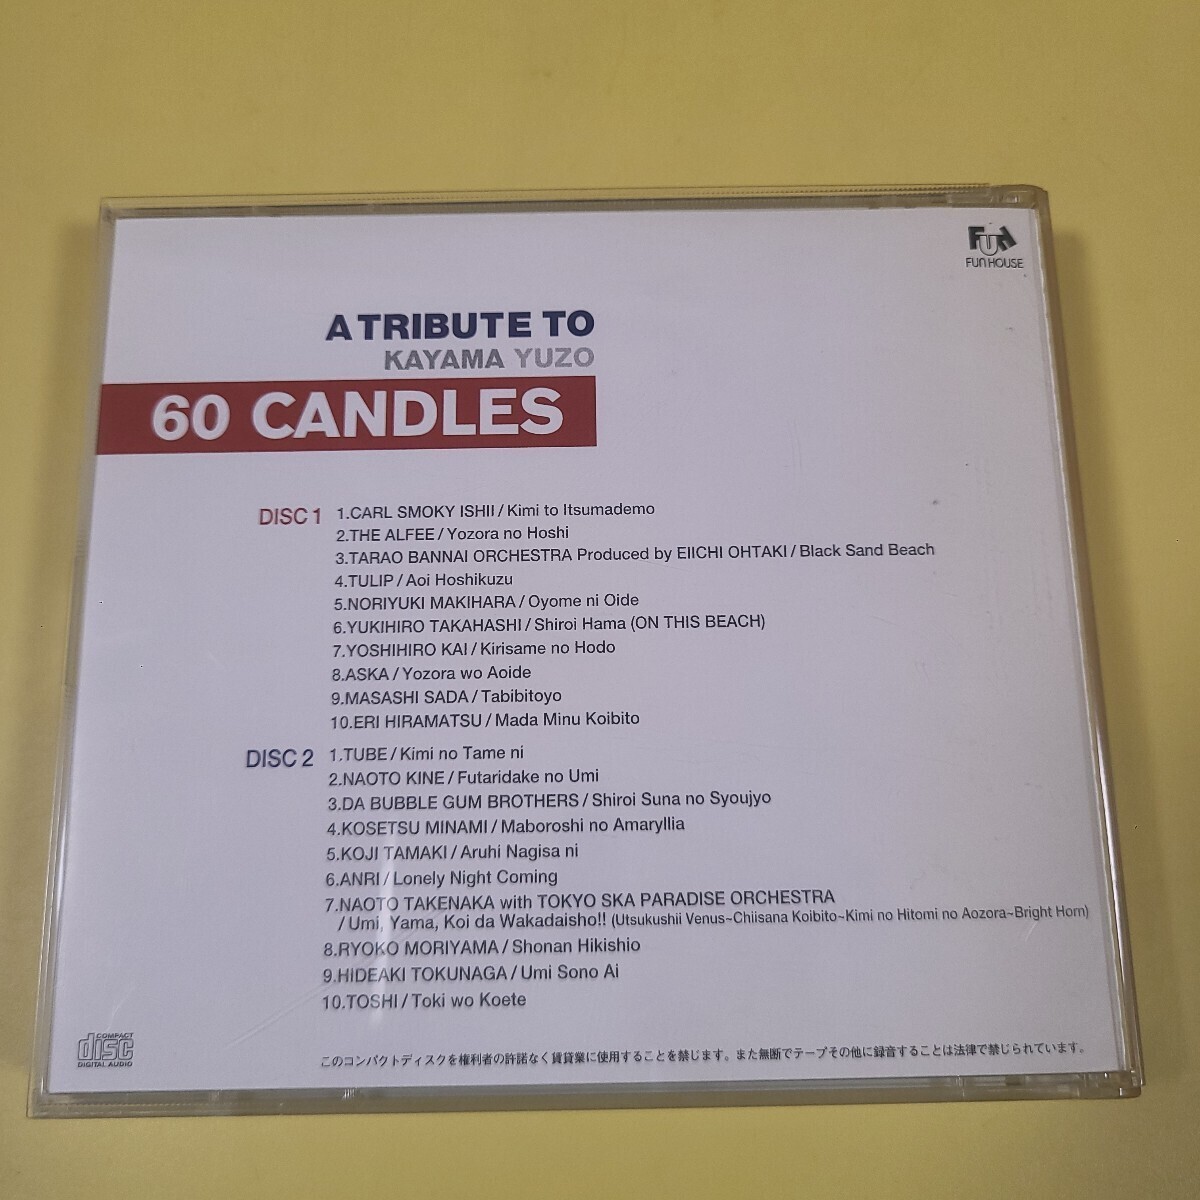 Fun
FUN HOUSE
A TRIBUTE TO
KAYAMA YUZO
60 CANDLES
DISC 1
1.CARL SMOKY ISHII / Kimi to Itsumademo
2.THE ALFEE / Yozora no Hoshi
3.TARAO BANNAI ORCHESTRA Produced by EIICHI OHTAKI / Black Sand Beach
4.TULIP / Aoi Hoshikuzu
5.NORIYUKI MAKIHARA / Oyome ni Oide
6.YUKIHIRO TAKAHASHI / Shiroi Hama (ON THIS BEACH)
7.YOSHIHIRO KAI / Kirisame no Hodo
8.ASKA / Yozora wo Aoide
9.MASASHI SADA / Tabibitoyo
10.ERI HIRAMATSU / Mada Minu Koibito
DISC 2
1.TUBE / Kimi no Tame ni
2.NAOTO KINE / Futaridake no Umi
3.DA BUBBLE GUM BROTHERS / Shiroi Suna no Syoujyo
4.KOSETSU MINAMI / Maboroshi no Amaryllia
5.KOJI TAMAKI / Aruhi Nagisa ni
6.ANRI / Lonely Night Coming
7.NAOTO TAKENAKA with TOKYO SKA PARADISE ORCHESTRA
/ Umi, Yama, Koi da Wakadaisho!! (Utsukushii Venus~Chiisana Koibito~Kimi no Hitomi no Aozora~Bright Horn)
8.RYOKO MORIYAMA / Shonan Hikishio
9.HIDEAKI TOKUNAGA / Umi Sono Ai
10.TOSHI / Toki wo Koete
COMPACT
disc
DIGITAL AUDIO
このコンパクトディスクを権利者の許諾なく賃貸業に使用することを禁じます。また無断でテープその他に録音することは法律で禁じられています。